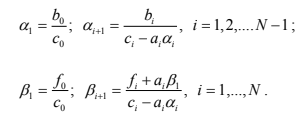 α₁ = b₀/c₀; αᵢ₊₁ = bᵢ/(cᵢ − aᵢαᵢ), i = 1,2,....N − 1;
β₁ = f₀/c₀; βᵢ₊₁ = (fᵢ + aᵢβ₁)/(cᵢ − aᵢαᵢ), i = 1,..., N.